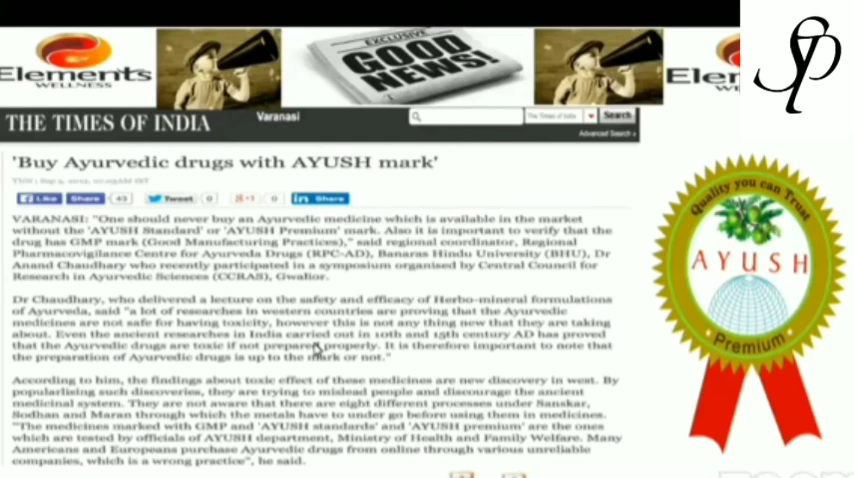 Elements
WELLNESS
EXCLUSIVE
GOOD
NEWS!
THE TIMES OF INDIA
Varanasi
The Times of India
Search
Advanced Search »
'Buy Ayurvedic drugs with AYUSH mark'
Like
Share
43
Tweet
0
+1
0
in Share
VARANASI: "One should never buy an Ayurvedic medicine which is available in the market
without the 'AYUSH Standard' or 'AYUSH Premium' mark. Also it is important to verify that the
drug has GMP mark (Good Manufacturing Practices)," said regional coordinator, Regional
Pharmacovigilance Centre for Ayurveda Drugs (RPC-AD), Banaras Hindu University (BHU), Dr
Anand Chaudhary who recently participated in a symposium organised by Central Council for
Research in Ayurvedic Sciences (CCRAS), Gwalior.
Dr Chaudhary, who delivered a lecture on the safety and efficacy of Herbo-mineral formulations
of Ayurveda, said "a lot of researches in western countries are proving that the Ayurvedic
medicines are not safe for having toxicity, however this is not any thing new that they are taking
about. Even the ancient researches in India carried out in 10th and 15th century AD has proved
that the Ayurvedic drugs are toxic if not prepared properly. It is therefore important to note that
the preparation of Ayurvedic drugs is up to the mark or not."
According to him, the findings about toxic effect of these medicines are new discovery in west. By
popularising such discoveries, they are trying to mislead people and discourage the ancient
medicinal system. They are not aware that there are eight different processes under Sanskar,
Sodhan and Maran through which the metals have to under go before using them in medicines.
"The medicines marked with GMP and 'AYUSH standards' and 'AYUSH premium' are the ones
which are tested by officials of AYUSH department, Ministry of Health and Family Welfare. Many
Americans and Europeans purchase Ayurvedic drugs from online through various unreliable
companies, which is a wrong practice", he said.
Quality you can Trust
AYUSH
Premium